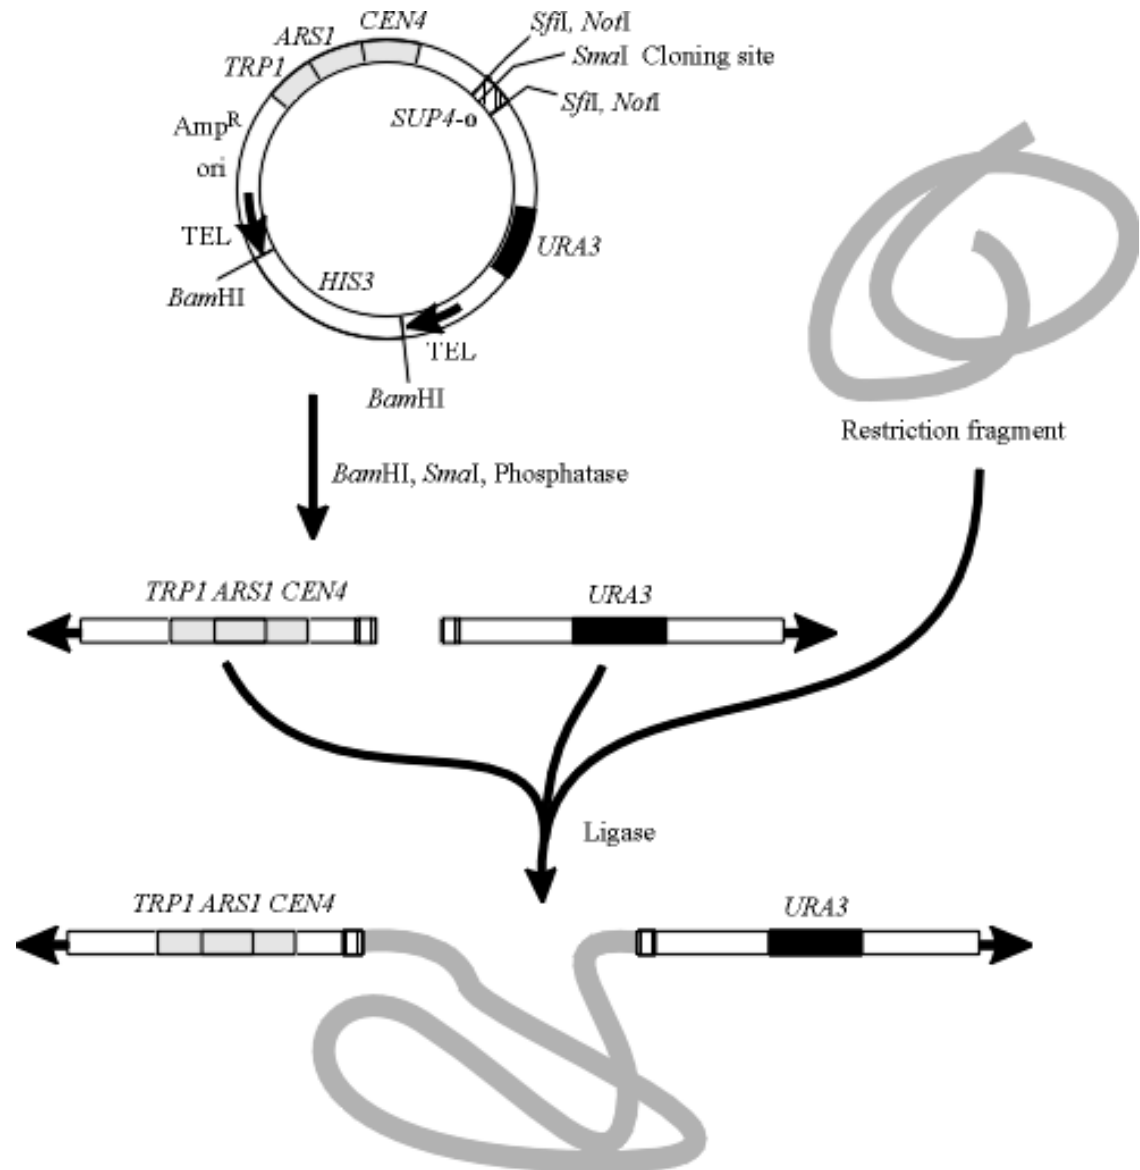 CEN4
SfiI, NotI
ARS1
SmaI Cloning site
TRP1
SfiI, NotI
SUP4-o
AmpR
ori
TEL
URA3
HIS3
BamHI
TEL
BamHI
Restriction fragment
BamHI, SmaI, Phosphatase
TRP1 ARS1 CEN4
URA3
Ligase
TRP1 ARS1 CEN4
URA3